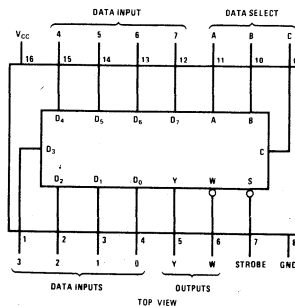 DATA INPUT DATA SELECT
VCC 4 5 6 7 A B C
16 15 14 13 12 11 10
D4 D5 D6 D7 A B
D3 C
D2 D1 D0 Y W S
1 2 3 4 5 6 7 8
3 2 1 0 Y W STROBE GND
DATA INPUTS OUTPUTS
TOP VIEW